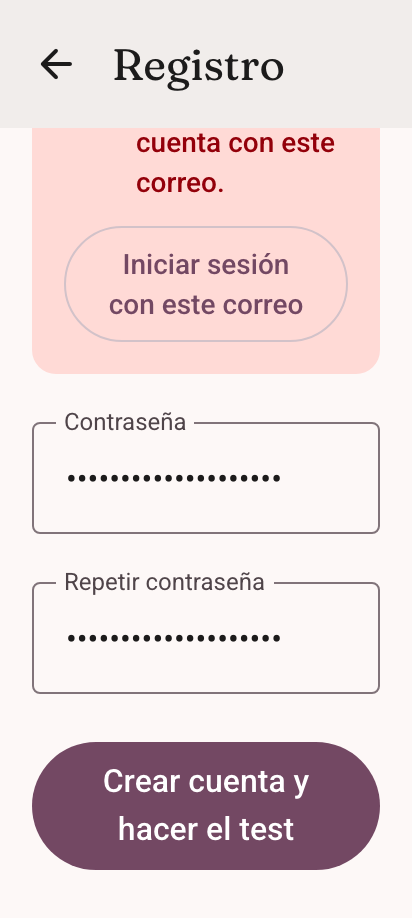 Registro
cuenta con este
correo.
Iniciar sesión
con este correo
Contraseña
••••••••••••••••••••
Repetir contraseña
••••••••••••••••••••
Crear cuenta y
hacer el test